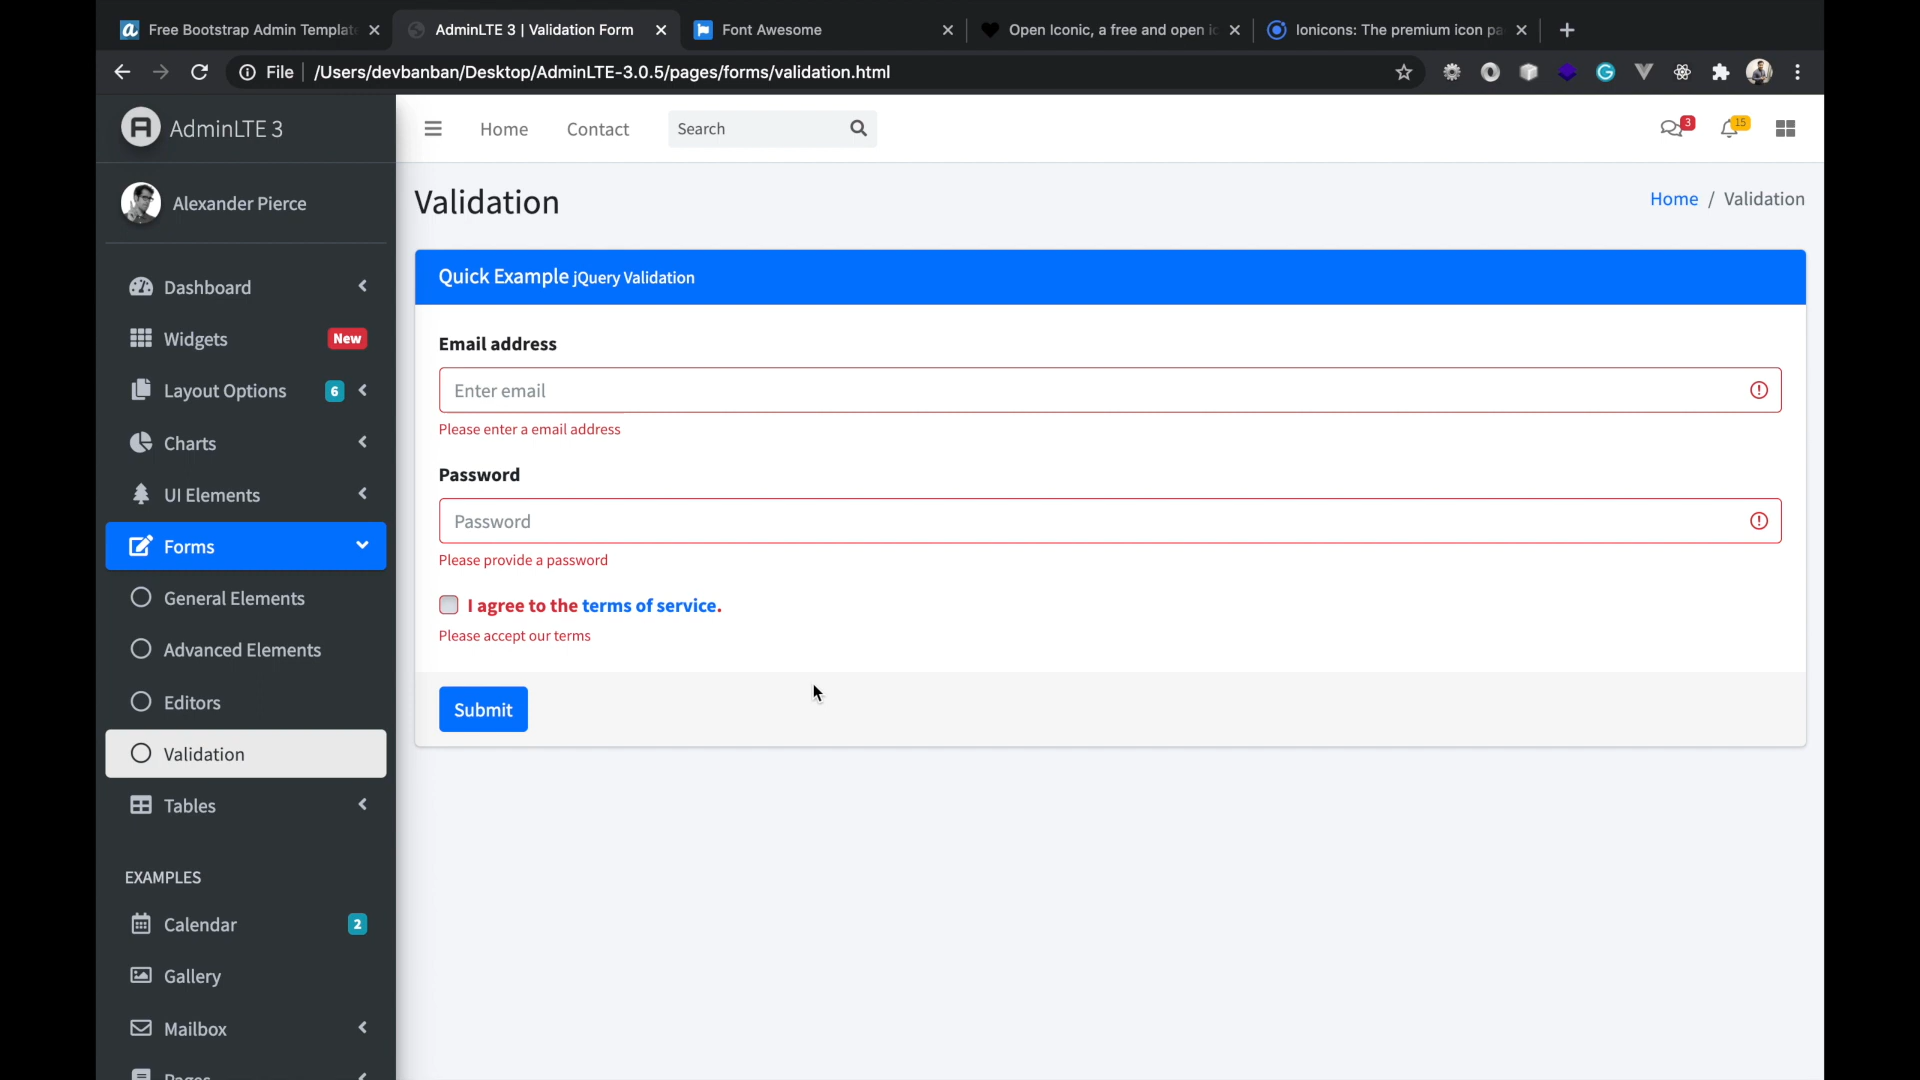 Free Bootstrap Admin Template
AdminLTE 3 | Validation Form
Font Awesome
Open Iconic, a free and open ic
Ionicons: The premium icon pa
File
/Users/devbanban/Desktop/AdminLTE-3.0.5/pages/forms/validation.html
AdminLTE 3
Home
Contact
Search
3
15
Alexander Pierce
Validation
Home / Validation
Dashboard
Widgets
New
Layout Options
6
Charts
UI Elements
Forms
General Elements
Advanced Elements
Editors
Validation
Tables
EXAMPLES
Calendar
2
Gallery
Mailbox
Pages
Quick Example jQuery Validation
Email address
Enter email
Please enter a email address
Password
Password
Please provide a password
I agree to the terms of service.
Please accept our terms
Submit